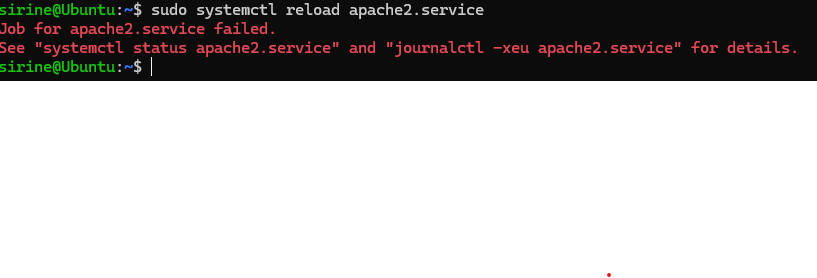 sirine@Ubuntu:~$ sudo systemctl reload apache2.service
Job for apache2.service failed.
See "systemctl status apache2.service" and "journalctl -xeu apache2.service" for details.
sirine@Ubuntu:~$